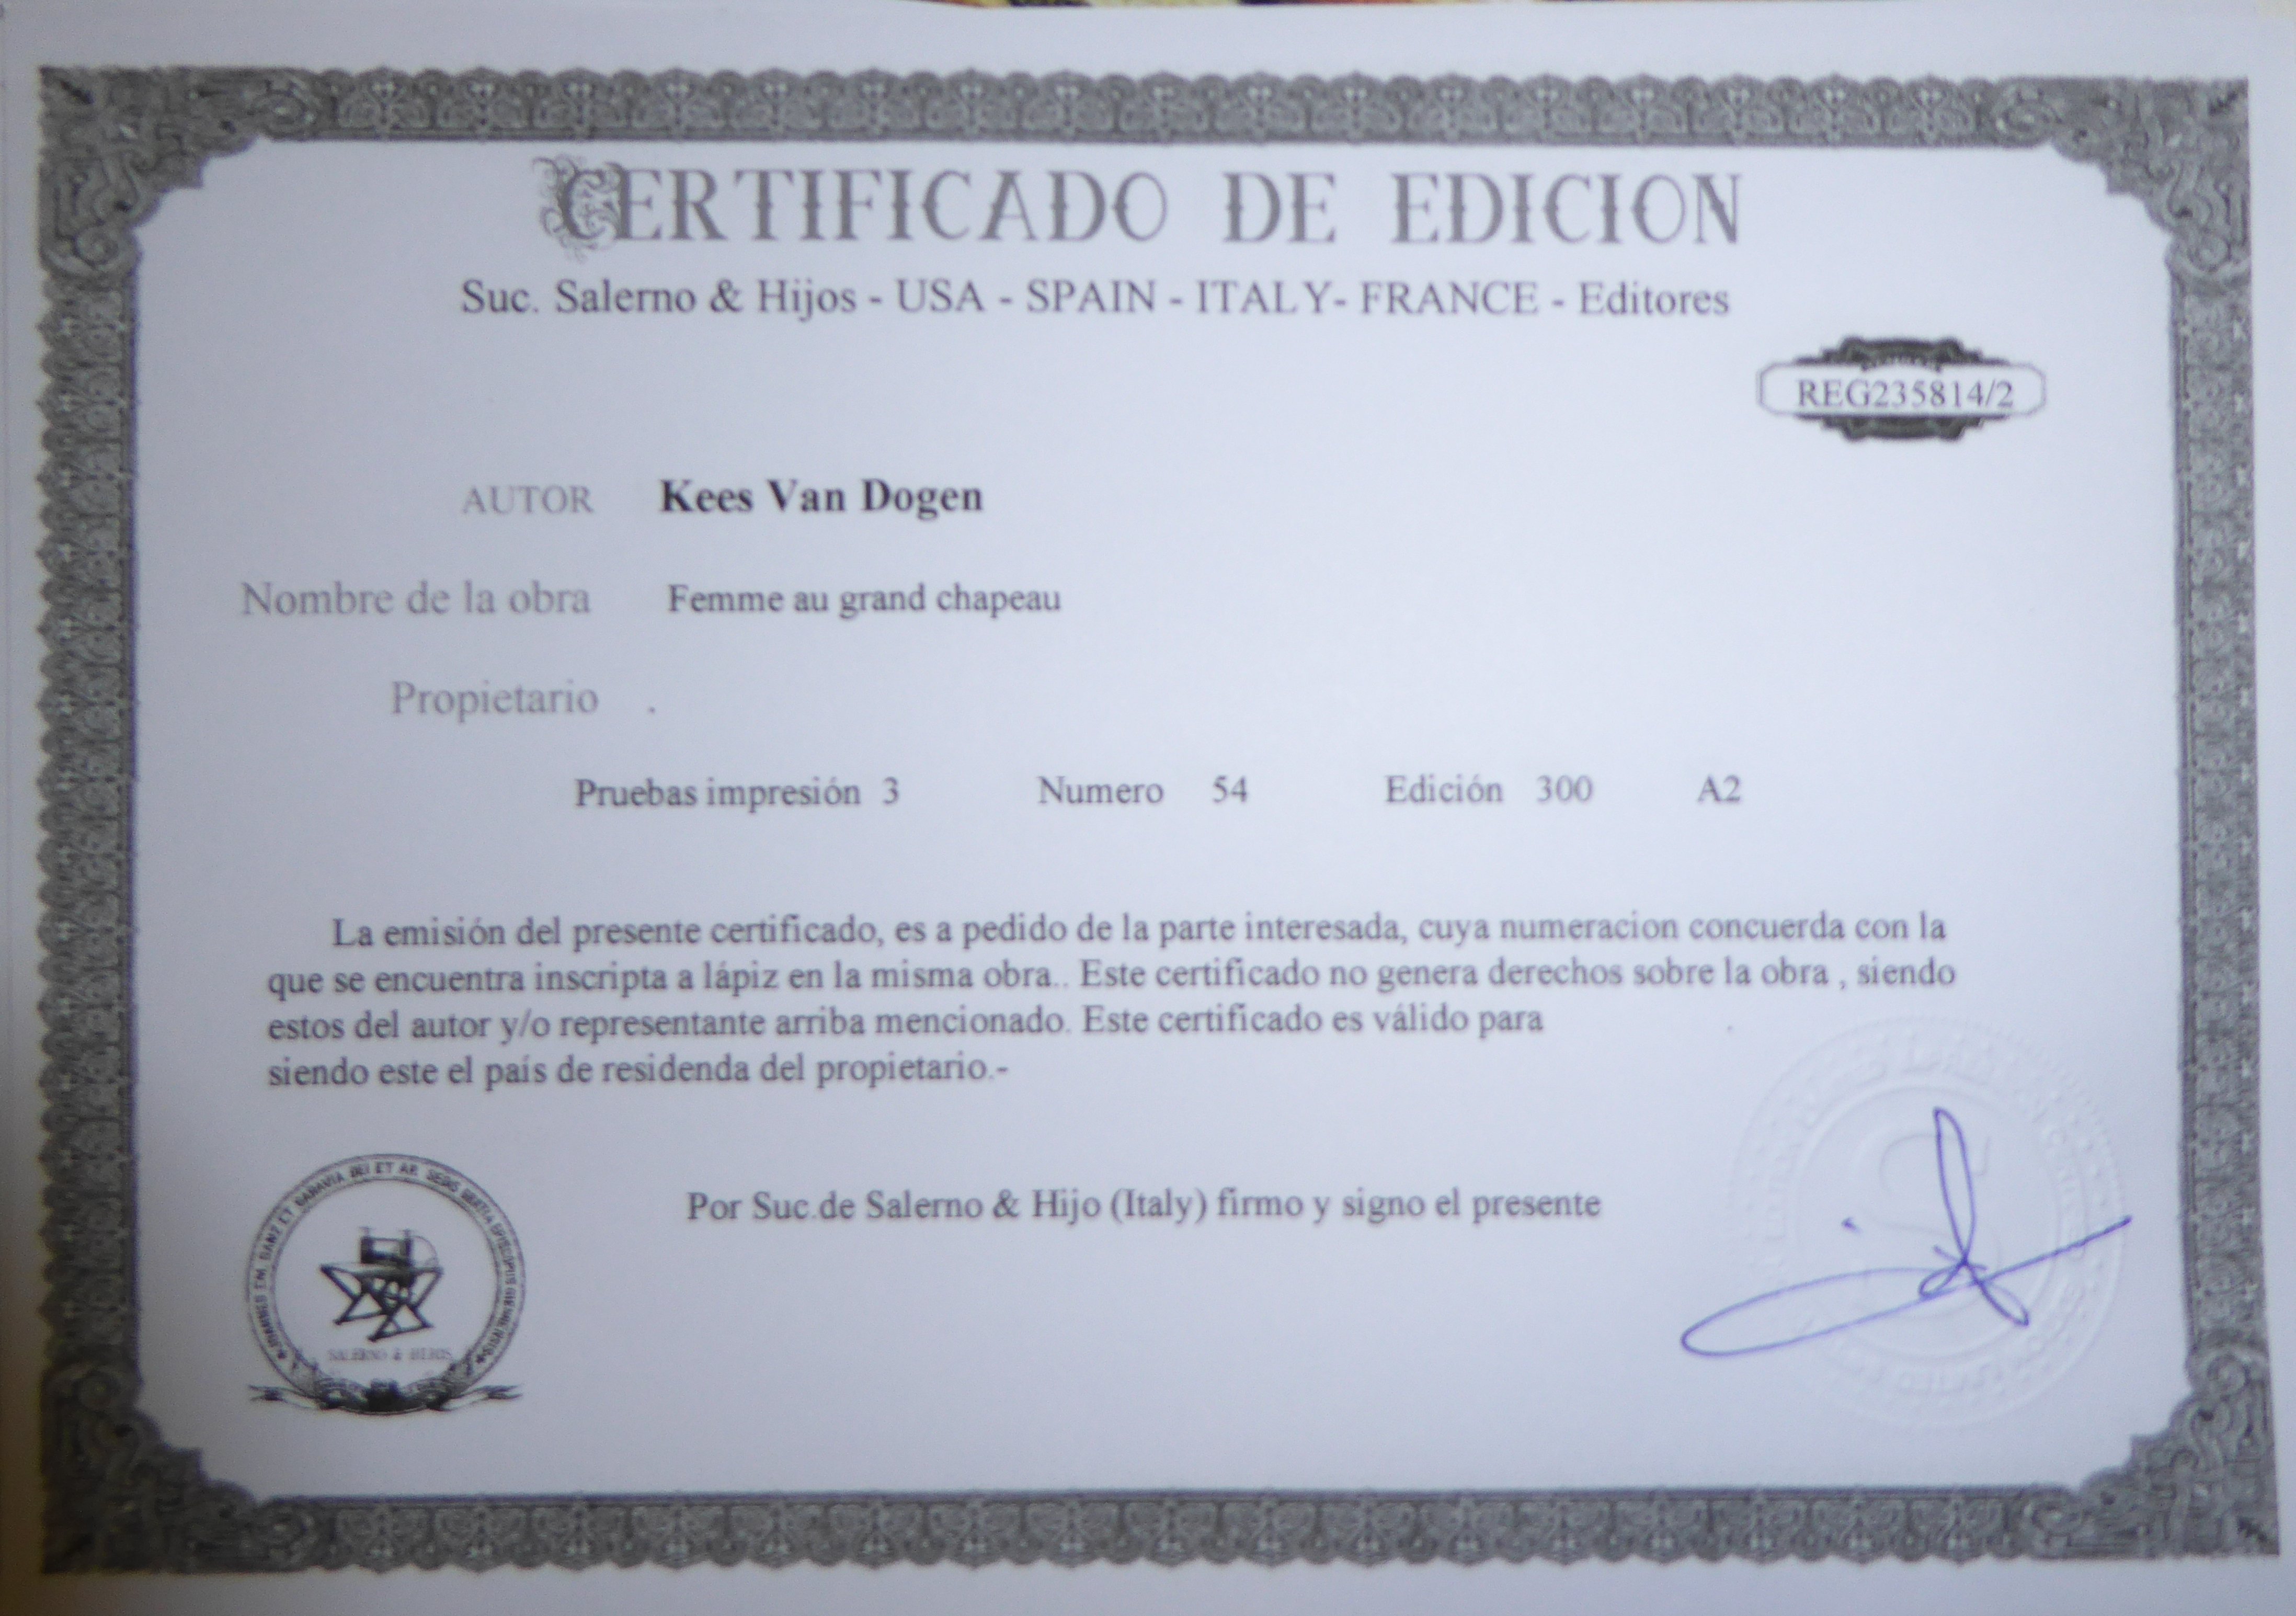 CERTIFICADO DE EDICION
Suc. Salerno & Hijos - USA - SPAIN - ITALY- FRANCE - Editores
REG235814/2
AUTOR Kees Van Dogen
Nombre de la obra Femme au grand chapeau
Propietario .
Pruebas impresión 3 Numero 54 Edición 300 A2
La emisión del presente certificado, es a pedido de la parte interesada, cuya numeracion concuerda con la
que se encuentra inscripta a lápiz en la misma obra.. Este certificado no genera derechos sobre la obra , siendo
estos del autor y/o representante arriba mencionado. Este certificado es válido para
siendo este el país de residenda del propietario.-
Por Suc.de Salerno & Hijo (Italy) firmo y signo el presente
SALERNO & HIJOS